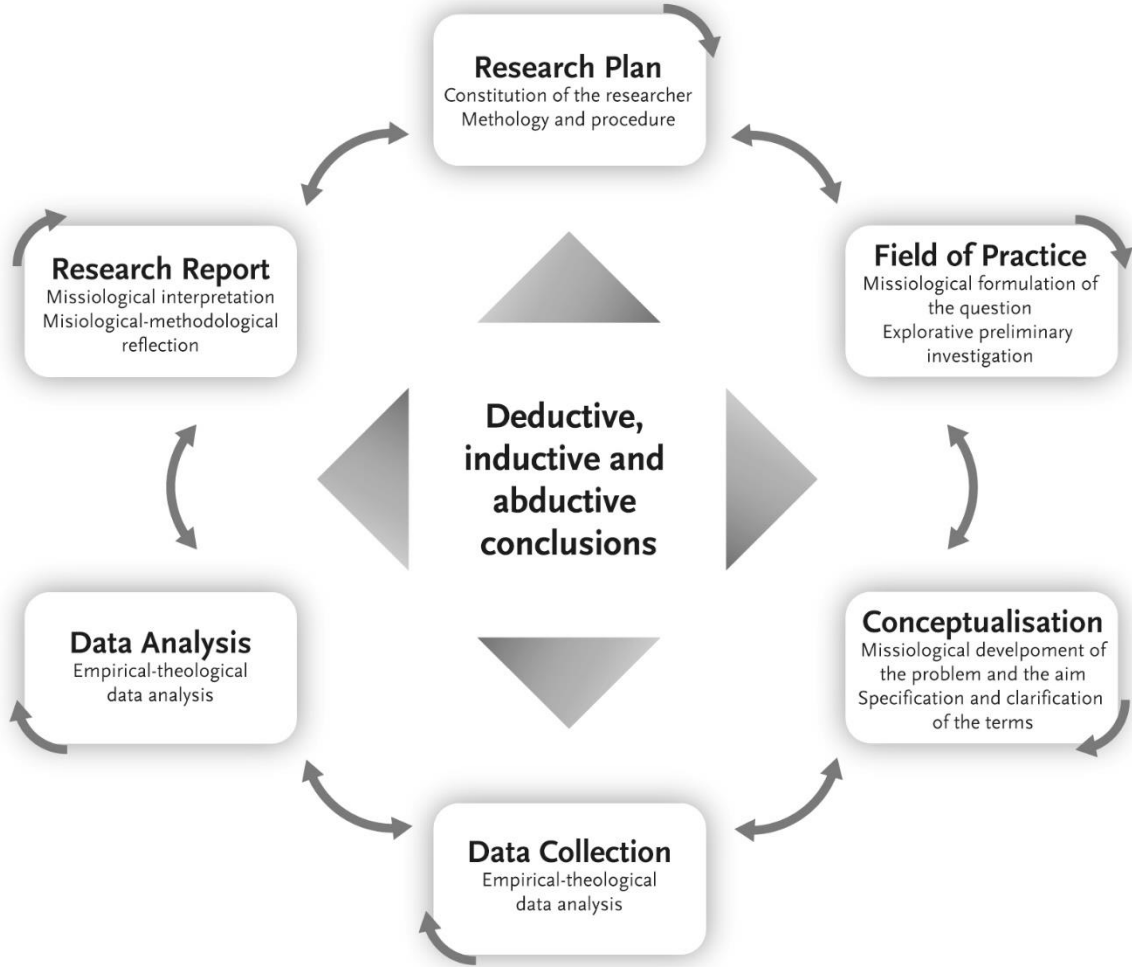 Research Plan
Constitution of the researcher
Methology and procedure
Field of Practice
Missiological formulation of
the question
Explorative preliminary
investigation
Conceptualisation
Missiological develpoment of
the problem and the aim
Specification and clarification
of the terms
Data Collection
Empirical-theological
data analysis
Data Analysis
Empirical-theological
data analysis
Research Report
Missiological interpretation
Misiological-methodological
reflection
Deductive,
inductive and
abductive
conclusions